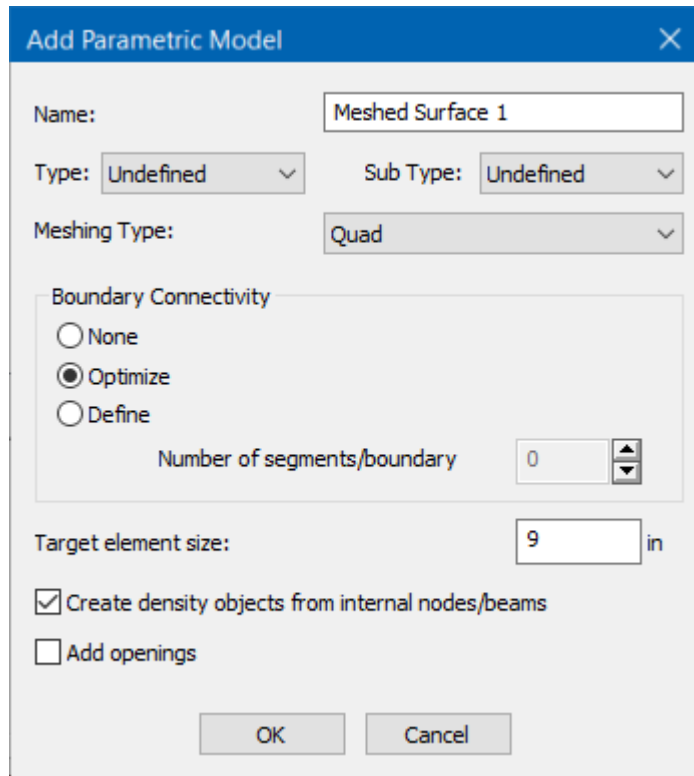 Add Parametric Model
Name: Meshed Surface 1
Type: Undefined Sub Type: Undefined
Meshing Type: Quad
Boundary Connectivity
None
Optimize
Define
Number of segments/boundary 0
Target element size: 9 in
Create density objects from internal nodes/beams
Add openings
OK Cancel